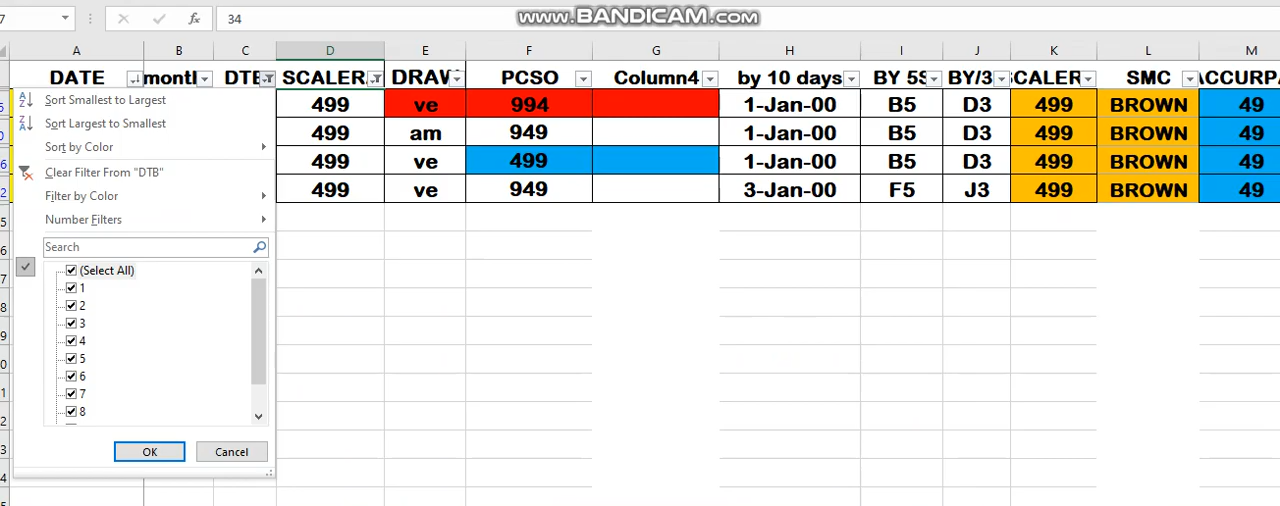 7 fx 34
www.BANDICAM.com
A B C D E F G H I J K L M
DATE month DTB SCALER DRAW PCSO Column4 by 10 days BY 5S BY/3 SCALER SMC ACCURPA
499 ve 994 1-Jan-00 B5 D3 499 BROWN 49
499 am 949 1-Jan-00 B5 D3 499 BROWN 49
499 ve 499 1-Jan-00 B5 D3 499 BROWN 49
499 ve 949 3-Jan-00 F5 J3 499 BROWN 49
Sort Smallest to Largest
Sort Largest to Smallest
Sort by Color
Clear Filter From "DTB"
Filter by Color
Number Filters
Search
(Select All)
1
2
3
4
5
6
7
8
OK Cancel